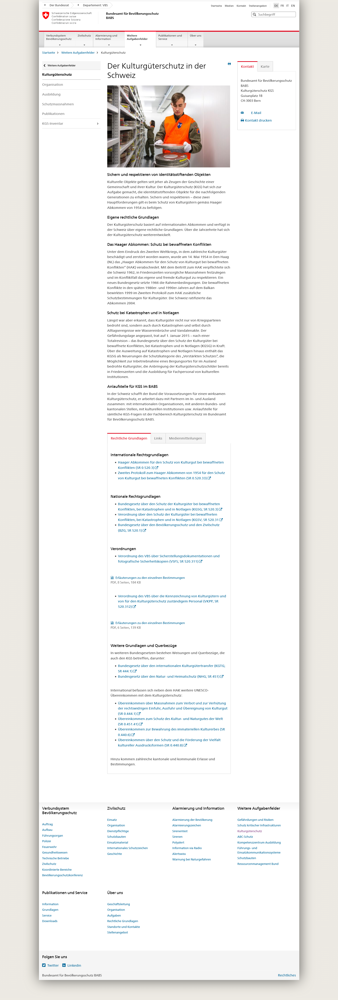 Der Bundesrat
Departement: VBS
Startseite Medien Kontakt Stellenangebot
DE FR IT EN
Schweizerische Eidgenossenschaft
Confédération suisse
Confederazione Svizzera
Confederaziun svizra
Bundesamt für Bevölkerungsschutz
BABS
Suchbegriff
Verbundsystem
Bevölkerungsschutz
Zivilschutz
Alarmierung und
Information
Weitere
Aufgabenfelder
Publikationen und
Service
Über uns
Startseite > Weitere Aufgabenfelder > Kulturgüterschutz
Weitere Aufgabenfelder
Kulturgüterschutz
Organisation
Ausbildung
Schutzmassnahmen
Publikationen
KGS-Inventar
Der Kulturgüterschutz in der
Schweiz
Sichern und respektieren von identitätsstiftenden Objekten
Kulturelle Objekte gelten seit jeher als Zeugen der Geschichte einer
Gemeinschaft und ihrer Kultur. Der Kulturgüterschutz (KGS) hat sich zur
Aufgabe gemacht, die identitätsstiftenden Objekte für die nachfolgenden
Generationen zu erhalten. Sichern und respektieren – diese zwei
Hauptforderungen gilt es beim Schutz von Kulturgütern gemäss Haager
Abkommen von 1954 zu befolgen.
Eigene rechtliche Grundlagen
Der Kulturgüterschutz basiert auf internationalen Abkommen und verfügt in
der Schweiz über eigene rechtliche Grundlagen. Über die Jahrzehnte hat sich
der Kulturgüterschutz weiterentwickelt.
Das Haager Abkommen: Schutz bei bewaffneten Konflikten
Unter dem Eindruck des Zweiten Weltkriegs, in dem zahlreiche Kulturgüter
beschädigt und zerstört worden waren, wurde am 14. Mai 1954 in Den Haag
(NL) das „Haager Abkommen für den Schutz von Kulturgut bei bewaffneten
Konflikten“ (HAK) verabschiedet. Mit dem Beitritt zum HAK verpflichtete sich
die Schweiz 1962, in Friedenszeiten vorsorgliche Massnahmen festzulegen
und im Konfliktfall das eigene und fremde Kulturgut zu respektieren. Ein
neues Bundesgesetz setzte 1966 die Rahmenbedingungen. Die bewaffneten
Konflikte in den späten 1980er- und 1990er-Jahren auf dem Balkan
bewirkten 1999 im Zweiten Protokoll zum HAK zusätzliche
Schutzbestimmungen für Kulturgüter. Die Schweiz ratifizierte das
Abkommen 2004.
Schutz bei Katastrophen und in Notlagen
Längst war aber erkannt, dass Kulturgüter nicht nur von Kriegsparteien
bedroht sind, sondern auch durch Katastrophen und selbst durch
Alltagsereignisse wie Wassereinbrüche und Vandalenakte. Der
Gefährdungslage angepasst, trat auf 1. Januar 2015 – nach einer
Totalrevision – das Bundesgesetz über den Schutz der Kulturgüter bei
bewaffnete Konflikten, bei Katastrophen und in Notlagen (KGSG) in Kraft.
Über die Ausweitung auf Katastrophen und Notlagen hinaus enthält das
KGSG als Neuerungen die Schutzkategorie des „Verstärkten Schutzes“, die
Möglichkeit zur Inbetriebnahme eines Bergungsortes für im Ausland
bedrohte Kulturgüter, die Anbringung der Kulturgüterschutzschilder bereits
in Friedenszeiten und die Ausbildung für Fachpersonal von kulturellen
Institutionen.
Anlaufstelle für KGS im BABS
In der Schweiz schafft der Bund die Voraussetzungen für einen wirksamen
Kulturgüterschutz, er arbeitet dazu mit Partnern im In- und Ausland
zusammen: mit internationalen Organisationen, mit anderen Bundes- und
kantonalen Stellen, mit kulturellen Institutionen usw. Anlaufstelle für
sämtliche KGS-Fragen ist der Fachbereich Kulturgüterschutz im Bundesamt
für Bevölkerungsschutz BABS.
Kontakt Karte
Bundesamt für Bevölkerungsschutz
BABS
Kulturgüterschutz KGS
Guisanplatz 1B
CH-3003 Bern
E-Mail
Kontakt drucken
Rechtliche Grundlagen Links Medienmitteilungen
Internationale Rechtsgrundlagen
Haager Abkommen für den Schutz von Kulturgut bei bewaffneten
Konflikten (SR 0.520.3)
Zweites Protokoll zum Haager Abkommen von 1954 für den Schutz
von Kulturgut bei bewaffneten Konflikten (SR 0.520.33)
Nationale Rechtsgrundlagen
Bundesgesetz über den Schutz der Kulturgüter bei bewaffneten
Konflikten, bei Katastrophen und in Notlagen (KGSG; SR 520.3)
Verordnung über den Schutz der Kulturgüter bei bewaffneten
Konflikten, bei Katastrophen und in Notlagen (KGSV; SR 520.31
Bundesgesetz über den Bevölkerungsschutz und den Zivilschutz
(BZG; SR 520.1)
Verordnungen
Verordnung des VBS über Sicherstellungsdokumentationen und
fotografische Sicherheitskopien (VSFS; SR 520.311)
Erläuterungen zu den einzelnen Bestimmungen
PDF, 8 Seiten, 184 KB
Verordnung des VBS über die Kennzeichnung von Kulturgütern und
von für den Kulturgüterschutz zuständigem Personal (VKPP; SR
520.312)
Erläuterungen zu den einzelnen Bestimmungen
PDF, 6 Seiten, 139 KB
Weitere Grundlagen und Querbezüge
In weiteren Bundesgesetzen bestehen Weisungen und Querbezüge, die
auch den KGS betreffen, darunter:
Bundesgesetz über den internationalen Kulturgütertransfer (KGTG;
SR 444.1)
Bundesgesetz über den Natur- und Heimatschutz (NHG; SR 451)
International befassen sich neben dem HAK weitere UNESCO-
Übereinkommen mit dem Kulturgüterschutz:
Übereinkommen über Massnahmen zum Verbot und zur Verhütung
der rechtswidrigen Einfuhr, Ausfuhr und Übereignung von Kulturgut
(SR 0.444.1)
Übereinkommen zum Schutz des Kultur- und Naturgutes der Welt
(SR 0.451.41)
Übereinkommen zur Bewahrung des immateriellen Kulturerbes (SR
0.440.6)
Übereinkommen über den Schutz und die Förderung der Vielfalt
kultureller Ausdrucksformen (SR 0.440.8)
Hinzu kommen zahlreiche kantonale und kommunale Erlasse und
Bestimmungen.
Verbundsystem
Bevölkerungsschutz
Auftrag
Aufbau
Führungsorgan
Polizei
Feuerwehr
Gesundheitswesen
Technische Betriebe
Zivilschutz
Koordinierte Bereiche
Bevölkerungsschutzkonferenz
Zivilschutz
Einsatz
Organisation
Dienstpflichtige
Schutzbauten
Einsatzmaterial
Internationales Schutzzeichen
Geschichte
Alarmierung und Information
Alarmierung der Bevölkerung
Alarmierungszeichen
Sirenentest
Sirenen
Polyalert
Information via Radio
Alertswiss
Warnung bei Naturgefahren
Weitere Aufgabenfelder
Gefährdungen und Risiken
Schutz kritischer Infrastrukturen
Kulturgüterschutz
ABC-Schutz
Kompetenzzentrum Ausbildung
Führungs- und
Einsatzkommunikationssysteme
Schutzbauten
Ressourcenmanagement Bund
Publikationen und Service
Information
Grundlagen
Service
Downloads
Über uns
Geschäftsleitung
Organisation
Aufgaben
Rechtliche Grundlagen
Standorte und Kontakte
Stellenangebot
Folgen Sie uns
Twitter Linkedin
Bundesamt für Bevölkerungsschutz BABS
Rechtliches